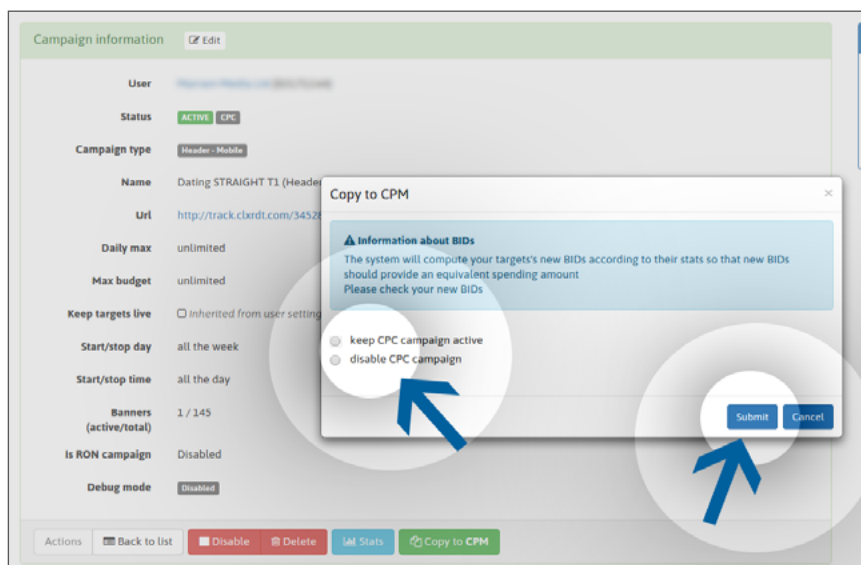 Campaign information
Edit
User
Status ACTIVE CPC
Campaign type Header - Mobile
Name Dating STRAIGHT T1 (Header
Url http://track.clxrdt.com/3452
Daily max unlimited
Max budget unlimited
Keep targets live Inherited from user setting
Start/stop day all the week
Start/stop time all the day
Banners
(active/total) 1 / 145
Is RON campaign Disabled
Debug mode Disabled
Actions Back to list Disable Delete Stats Copy to CPM
Copy to CPM ×
Information about BIDs
The system will compute your targets's new BIDs according to their stats so that new BIDs
should provide an equivalent spending amount
Please check your new BIDs
keep CPC campaign active
disable CPC campaign
Submit Cancel